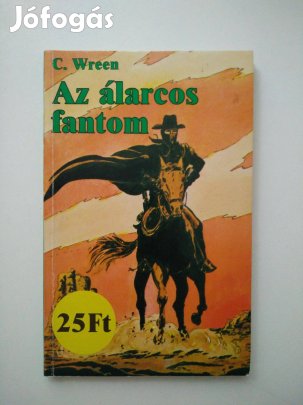 Jófogás
C. Wreen
Az álarcos
fantom
25Ft